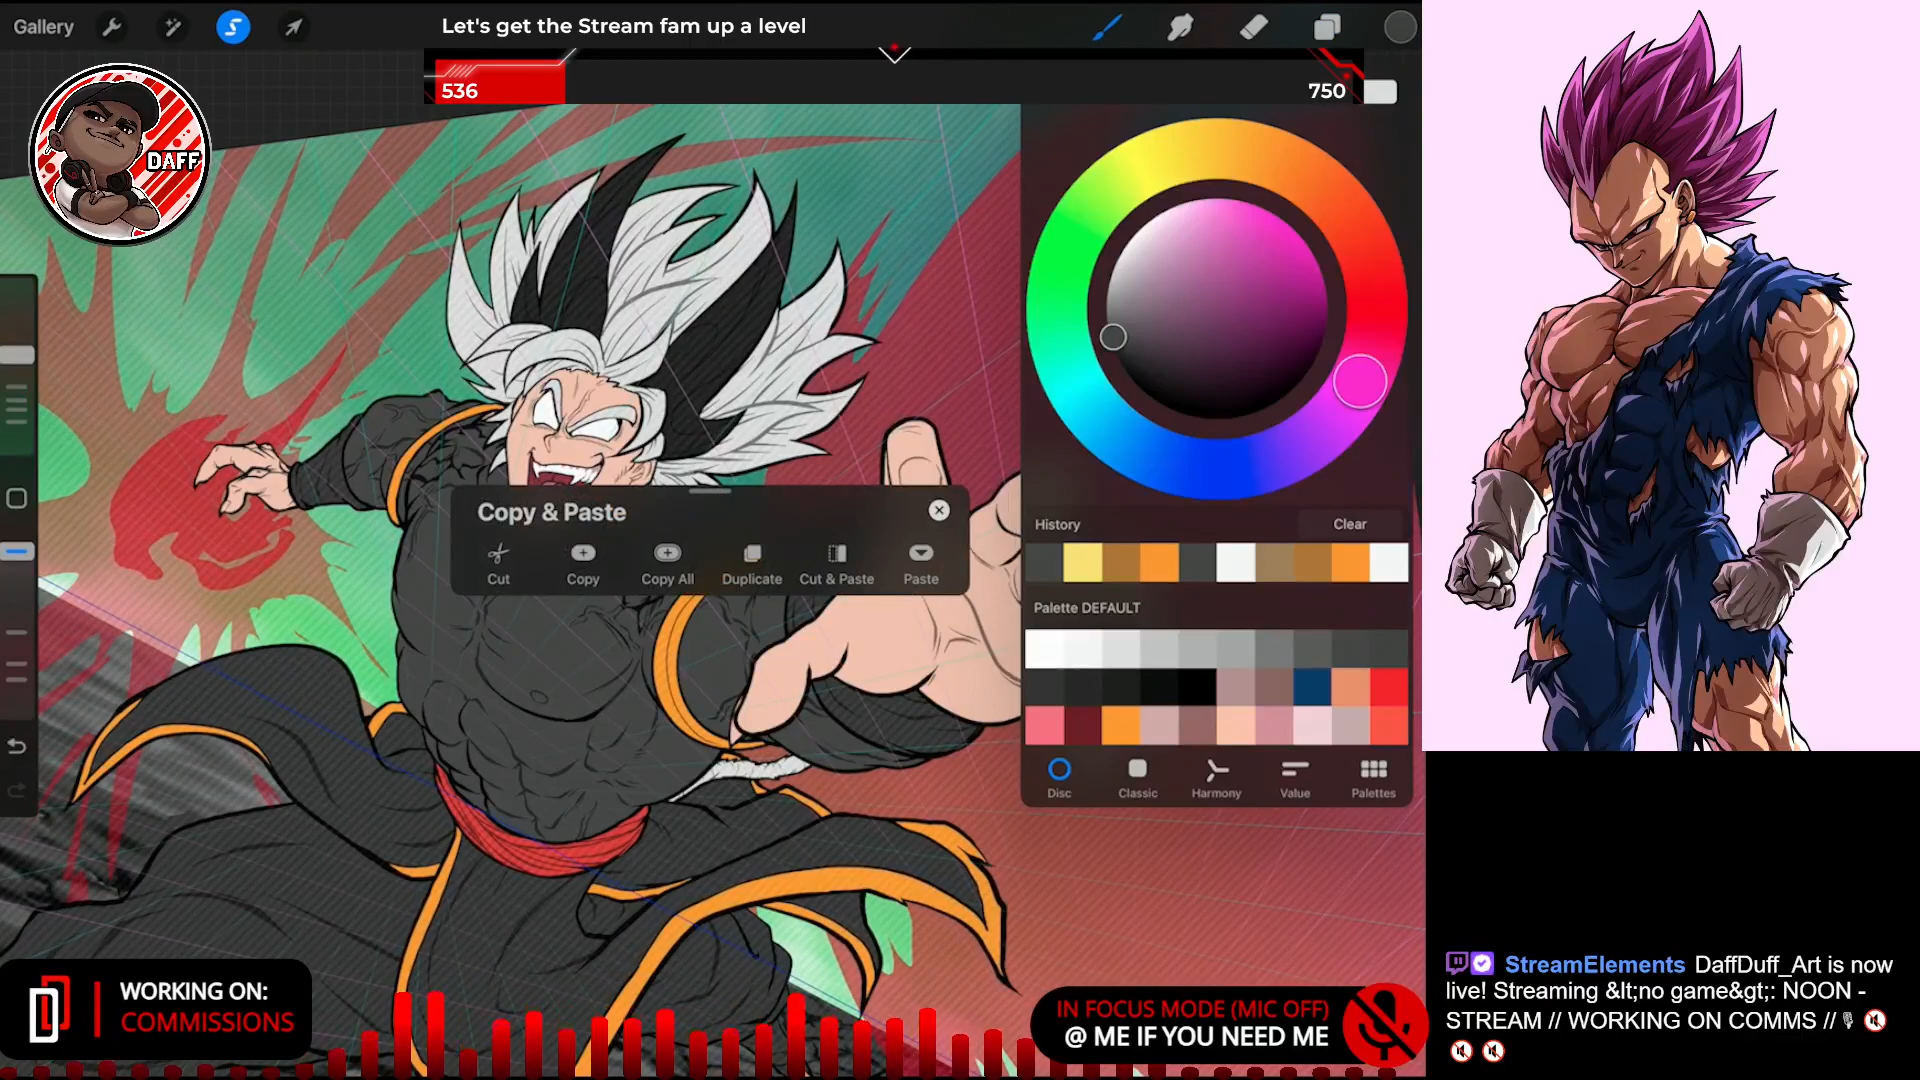 Gallery
Let's get the Stream fam up a level
536
750
DAFF
Copy & Paste
Cut
Copy
Copy All
Duplicate
Cut & Paste
Paste
History
Clear
Palette DEFAULT
Disc
Classic
Harmony
Value
Palettes
WORKING ON:
COMMISSIONS
IN FOCUS MODE (MIC OFF)
@ ME IF YOU NEED ME
StreamElements DaffDuff_Art is now
live! Streaming &lt;no game&gt;: NOON -
STREAM // WORKING ON COMMS //